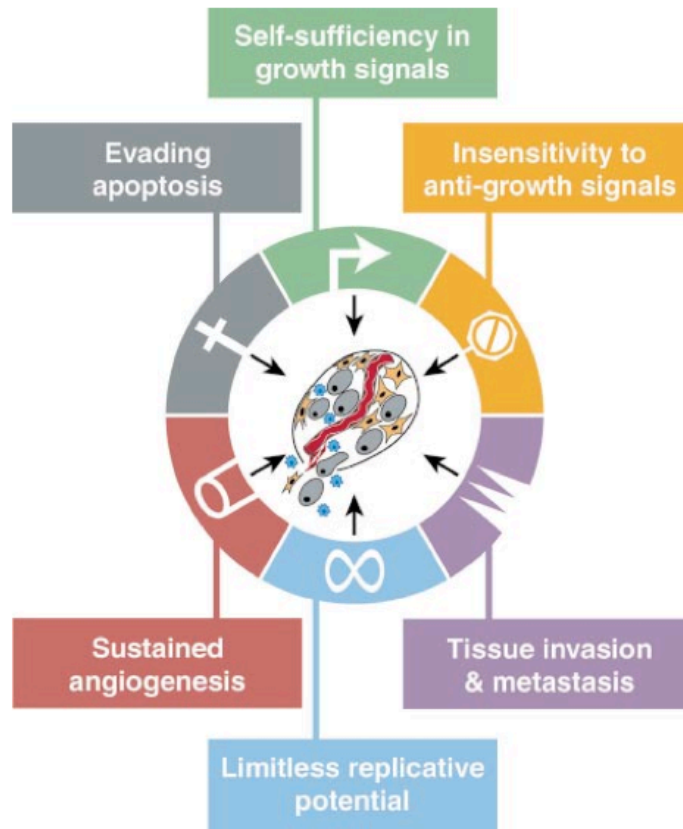 Self-sufficiency in
growth signals
Evading
apoptosis
Insensitivity to
anti-growth signals
Sustained
angiogenesis
Tissue invasion
& metastasis
Limitless replicative
potential